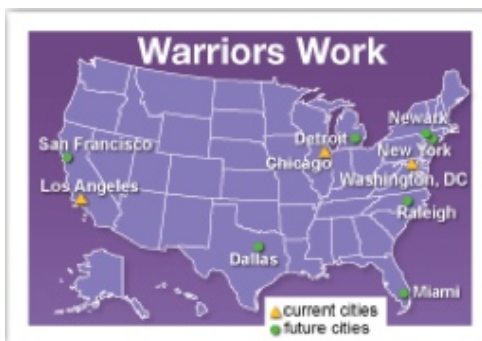 Warriors Work
Newark
Detroit
San Francisco
New York
Chicago
Washington, DC
Los Angeles
Raleigh
Dallas
Miami
current cities
future cities